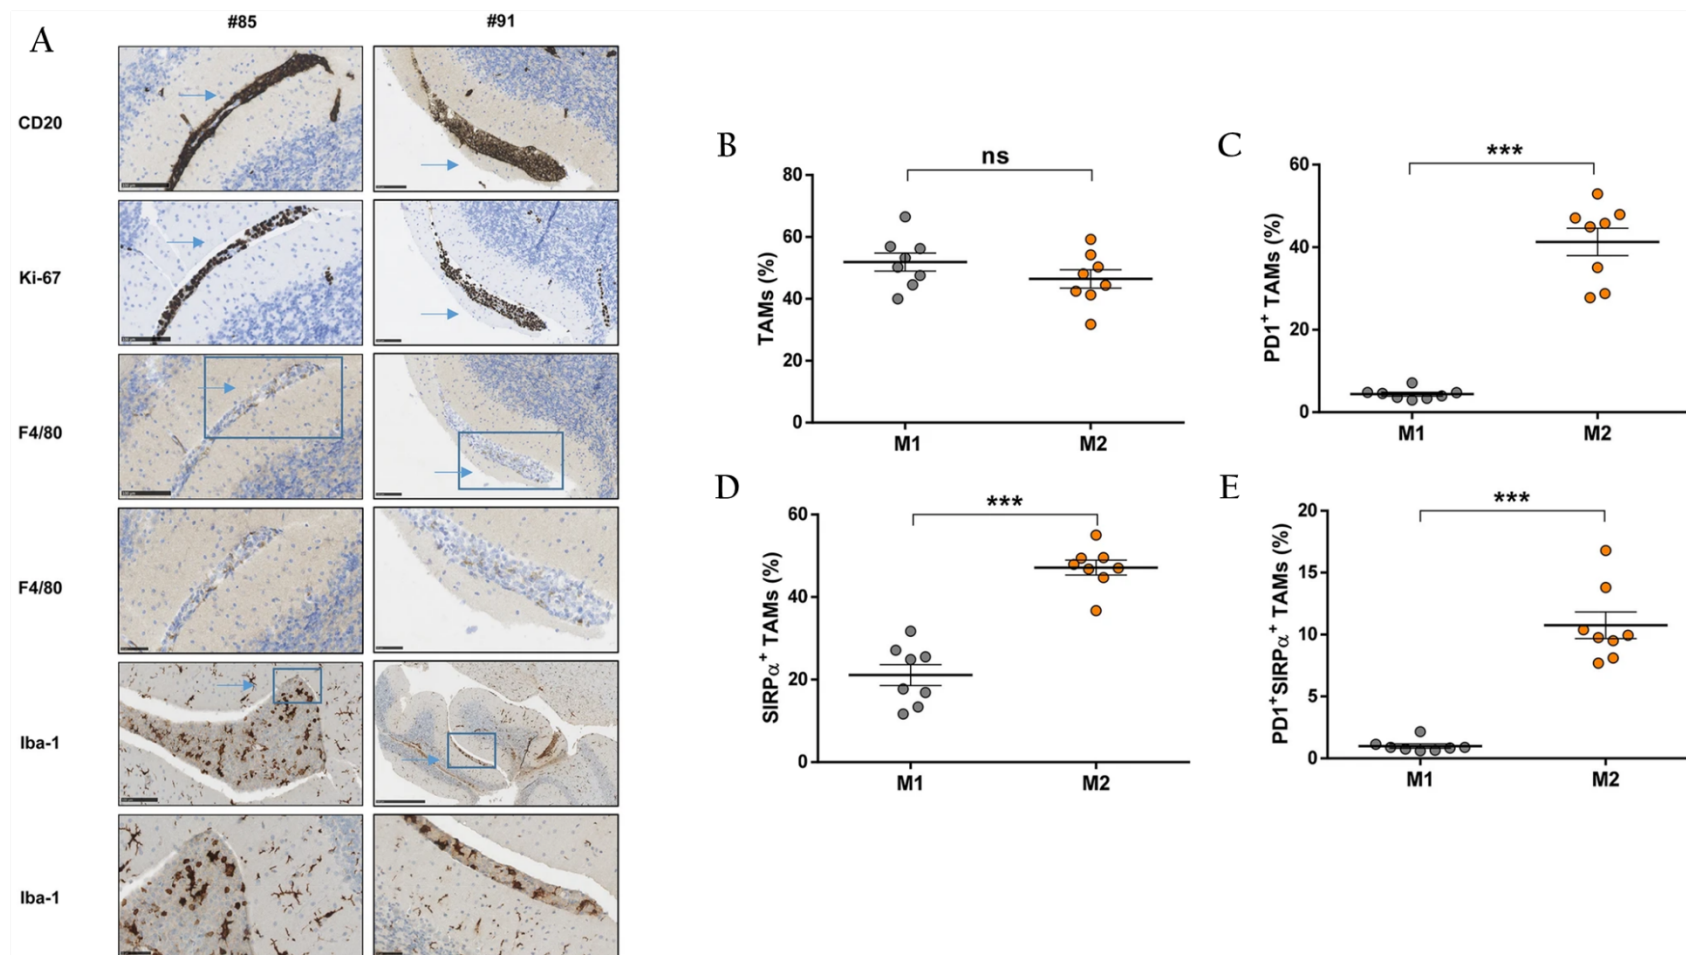 #85 #91
A
CD20
Ki-67
F4/80
F4/80
Iba-1
Iba-1
B
ns
TAMs (%)
80
60
40
20
0
M1 M2
C
***
PD1+ TAMs (%)
60
40
20
0
M1 M2
D
***
SIRPα+ TAMs (%)
60
40
20
0
M1 M2
E
***
PD1+SIRPα+ TAMs (%)
20
15
10
5
0
M1 M2